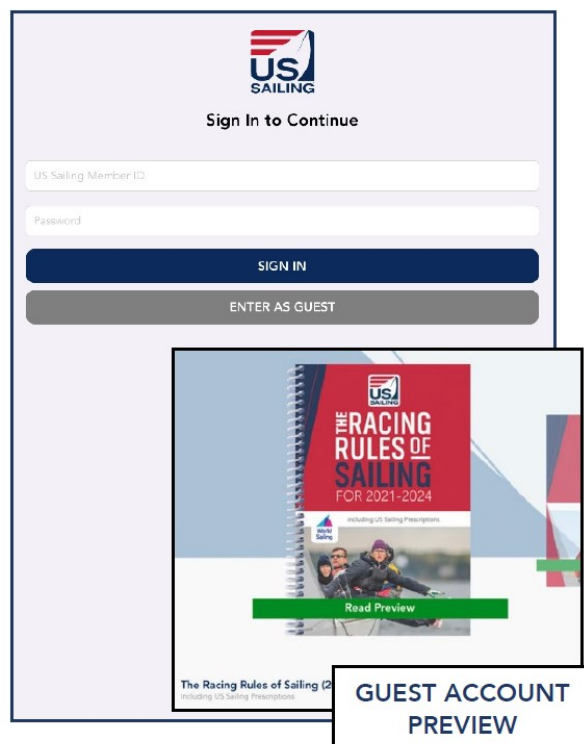 US
SAILING
Sign In to Continue
US Sailing Member ID
Password
SIGN IN
ENTER AS GUEST
US
SAILING
THE RACING
RULES OF
SAILING
FOR 2021-2024
including US Sailing Prescriptions
World
Sailing
Read Preview
The Racing Rules of Sailing (2
including US Sailing Prescriptions
GUEST ACCOUNT
PREVIEW